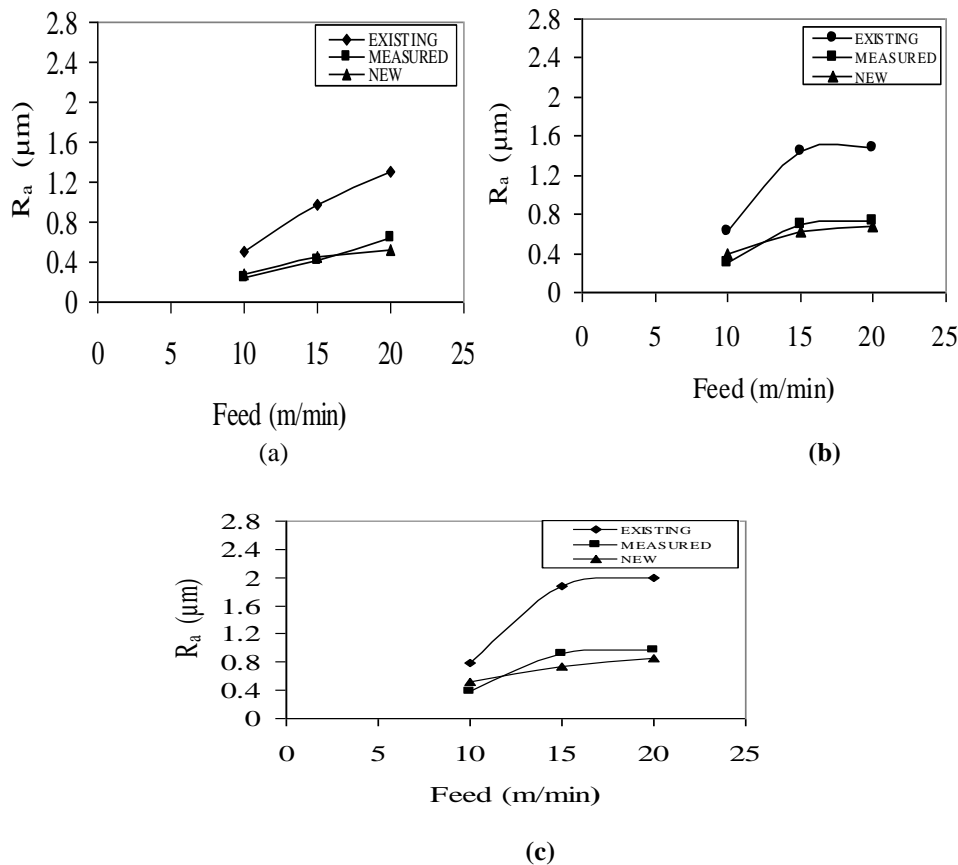 2.8
2.4
2
1.6
1.2
0.8
0.4
0
R_a (μm)
EXISTING
MEASURED
NEW
0 5 10 15 20 25
Feed (m/min)
(a)
2.8
2.4
2
1.6
1.2
0.8
0.4
0
R_a (μm)
EXISTING
MEASURED
NEW
0 5 10 15 20 25
Feed (m/min)
(b)
2.8
2.4
2
1.6
1.2
0.8
0.4
0
R_a (μm)
EXISTING
MEASURED
NEW
0 5 10 15 20 25
Feed (m/min)
(c)